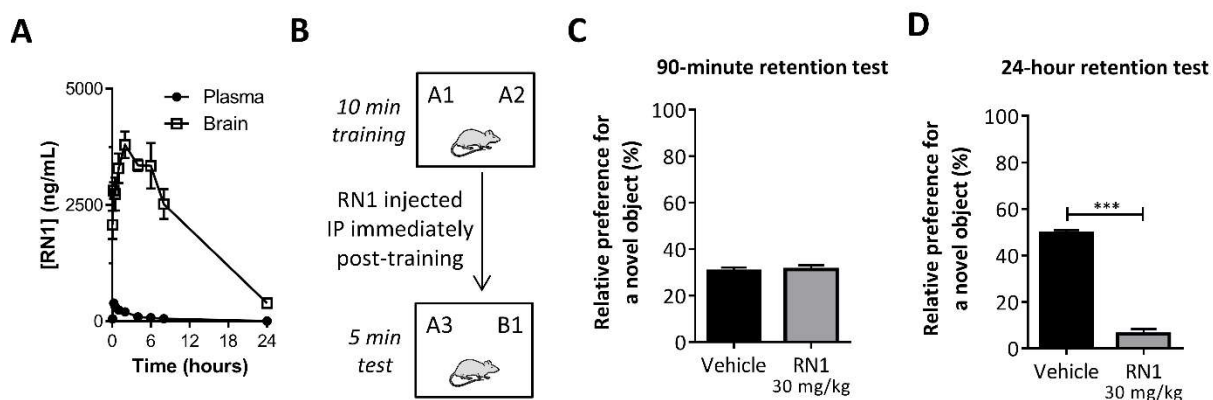 A
5000
2500
0
[RN1] (ng/mL)
Plasma
Brain
0 6 12 18 24
Time (hours)
B
10 min
training
A1 A2
RN1 injected
IP immediately
post-training
5 min
test
A3 B1
C
90-minute retention test
Relative preference for
a novel object (%)
100
80
60
40
20
0
Vehicle
RN1
30 mg/kg
D
24-hour retention test
Relative preference for
a novel object (%)
100
80
60
40
20
0
***
Vehicle
RN1
30 mg/kg